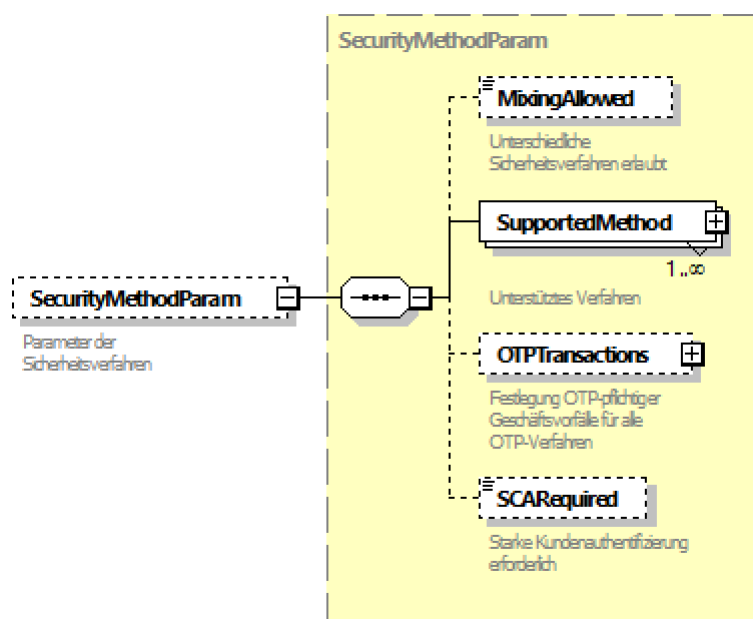 SecurityMethodParam
MixingAllowed
Unterschiedliche
Sicherheitsverfahren erlaubt
SupportedMethod
1..∞
Unterstütztes Verfahren
SecurityMethodParam
Parameter der
Sicherheitsverfahren
OTPTransactions
Festlegung OTP-pflichtiger
Geschäftsvorfälle für alle
OTP-Verfahren
SCARequired
Starke Kundenauthentifizierung
erforderlich